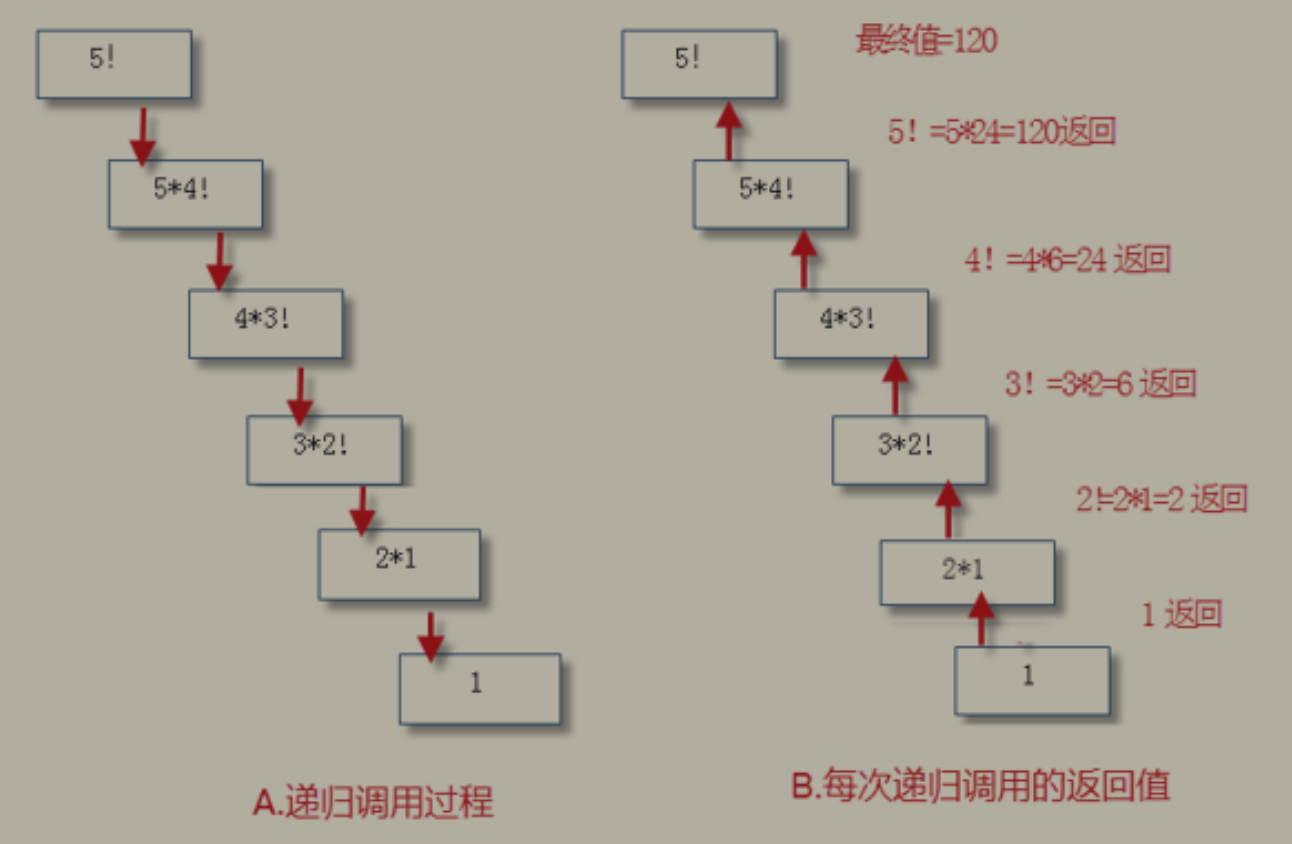 5!
5*4!
4*3!
3*2!
2*1
1
A.递归调用过程
5!
最终值=120
5! =5*24=120返回
5*4!
4! =4*6=24 返回
4*3!
3! =3*2=6 返回
3*2!
2!=2*1=2 返回
2*1
1 返回
1
B.每次递归调用的返回值